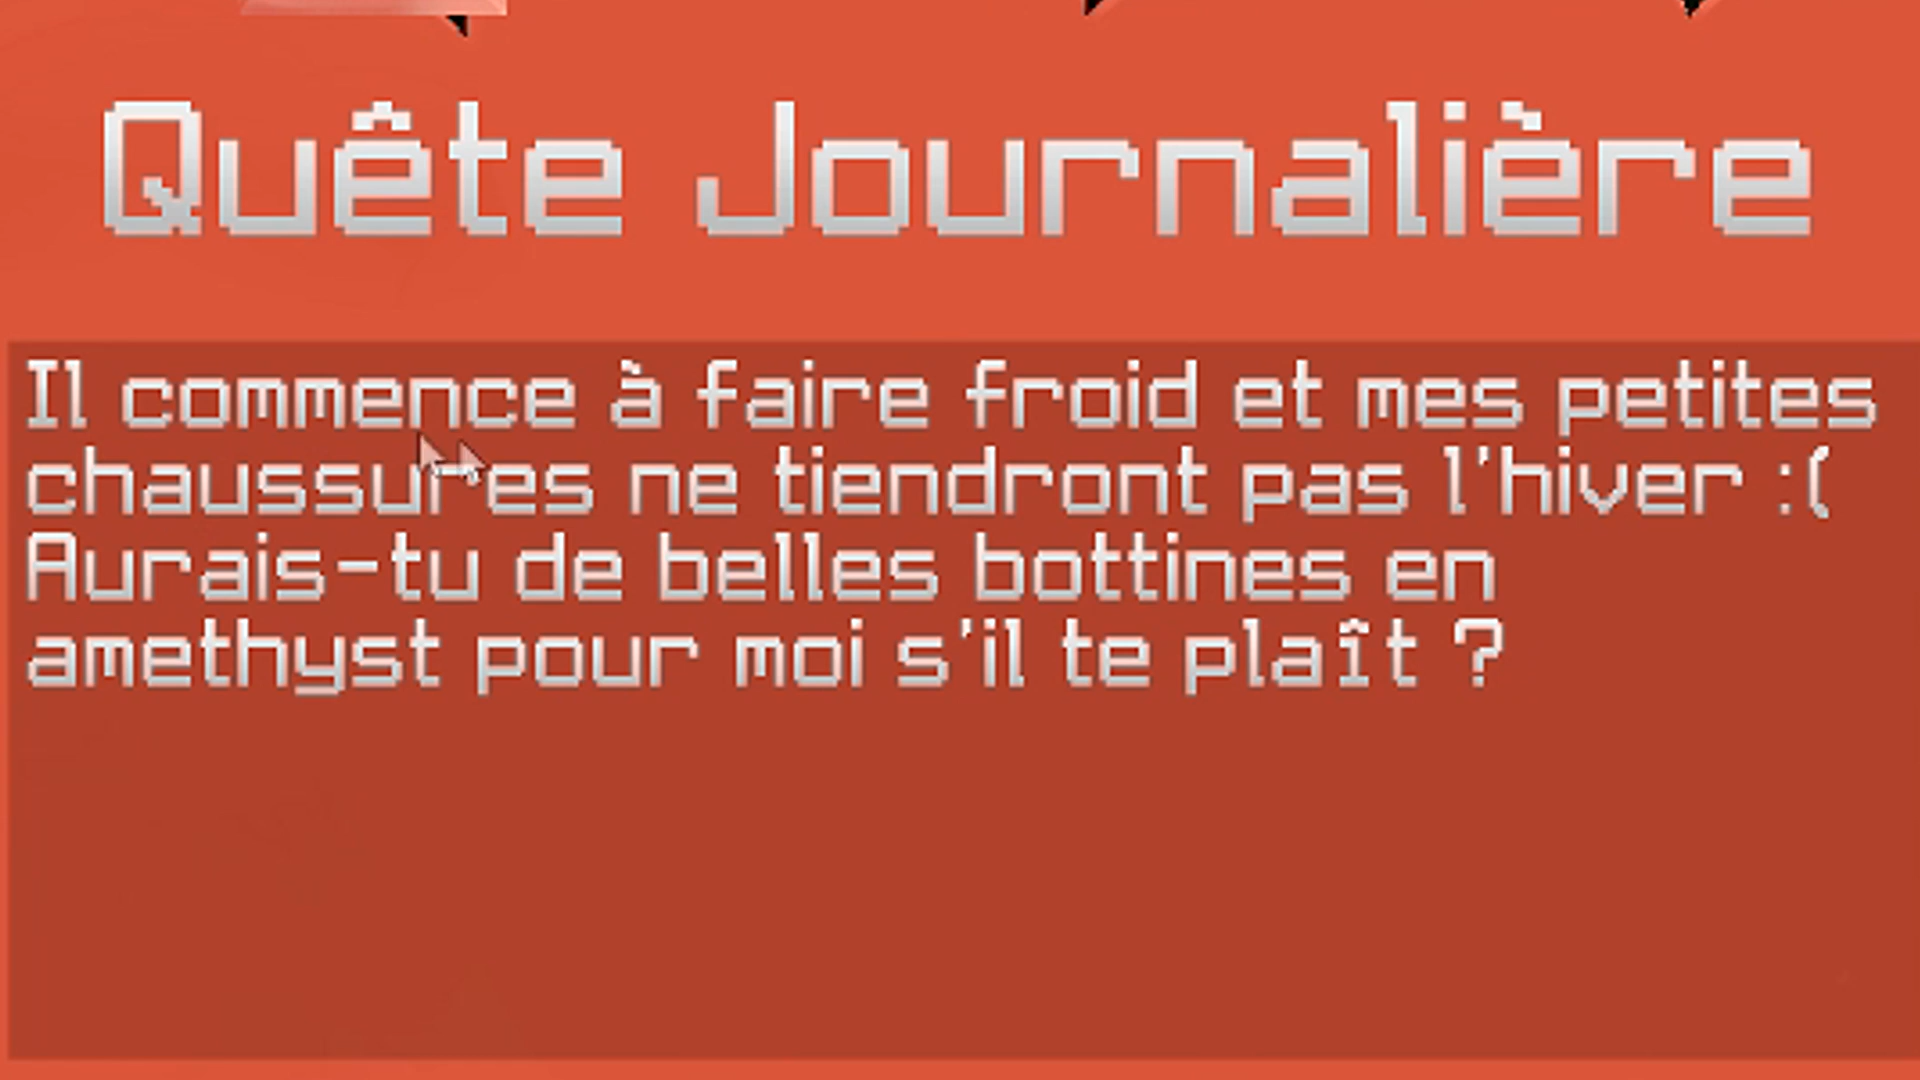 Quête Journalière
Il commence à faire froid et mes petites
chaussures ne tiendront pas l'hiver :(
Aurais-tu de belles bottines en
amethyst pour moi s'il te plaît ?